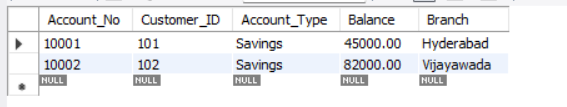 Account_No Customer_ID Account_Type Balance Branch
10001 101 Savings 45000.00 Hyderabad
10002 102 Savings 82000.00 Vijayawada
NULL NULL NULL NULL NULL